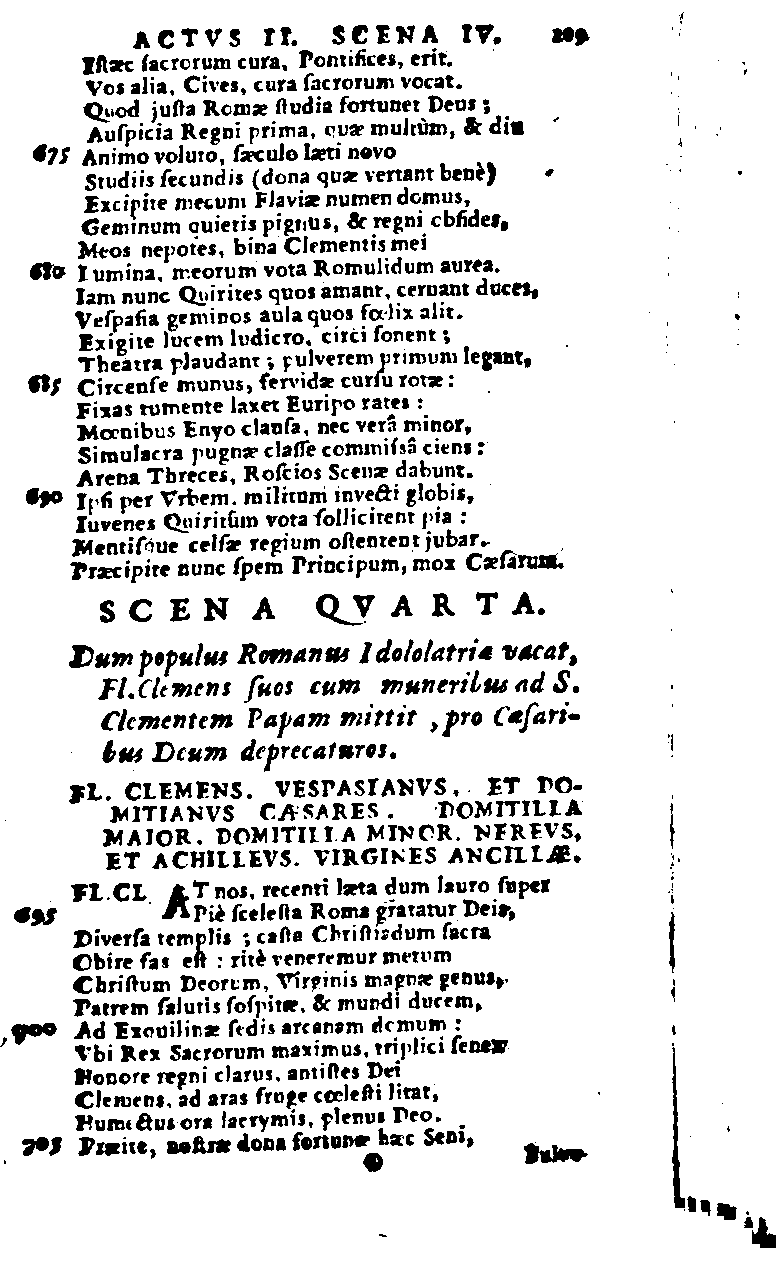 ACTVS II. SCENA IV. 209
Iſtæc ſacrorum cura, Pontifices, erit.
Vos alia, Cives, cura ſacrorum vocat.
Quod juſta Romæ ſtudia fortunet Deus ;
Auſpicia Regni prima, quæ multùm, & diu
675 Animo voluto, ſæculo læti novo
Studiis ſecundis (dona quæ vertant benè)
Excipite mecum Flaviæ numen domus,
Geminum quietis pignus, & regni obſides,
Meos nepotes, bina Clementis mei
680 Lumina, meorum vota Romulidum aurea.
Iam nunc Quirites quos amant, cernant duces,
Veſpaſia geminos aula quos fœlix alit.
Exigite lucem ludicro, circi ſonent ;
Theatra plaudant ; pulverem primum legant,
685 Circenſe munus, fervidæ curſu rotæ :
Fixas tumente laxet Euripo rates :
Mœnibus Enyo clauſa, nec verâ minor,
Simulacra pugnæ claſſe commiſsâ ciens :
Arena Threces, Roſcios Scenæ dabunt.
690 Ipſi per Vrbem, militum invecti globis,
Iuvenes Quiritûm vota ſollicitent pia :
Mentiſque celſæ regium oſtentent jubar.
Præcipite nunc ſpem Principum, mox Cæſarum.
SCENA QVARTA.
Dum populus Romanus Idololatriæ vacat,
Fl. Clemens ſuos cum muneribus ad S.
Clementem Papam mittit , pro Cæſari-
bus Deum deprecaturos.
FL. CLEMENS. VESPASIANVS, ET DO-
MITIANVS CÆSARES. DOMITILLA
MAIOR. DOMITILLA MINOR. NEREVS,
ET ACHILLEVS. VIRGINES ANCILLÆ.
FL.CL. AT nos, recenti læta dum lauro ſuper
695 Piè ſceleſta Roma gratatur Deis,
Diverſa templis ; caſta Chriſtiadum ſacra
Obire fas eſt : ritè veneremur metum
Chriſtum Deorum, Virginis magnæ genus,
Patrem ſalutis ſoſpitæ, & mundi ducem,
700 Ad Exquilinæ ſedis arcanam domum :
Vbi Rex Sacrorum maximus, triplici ſenex
Honore regni clarus, antiſtes Dei
Clemens, ad aras fruge cœleſti litat,
Humectus ora lacrymis, plenus Deo.
705 Præite, noſtræ dona fortunæ hæc Seni,